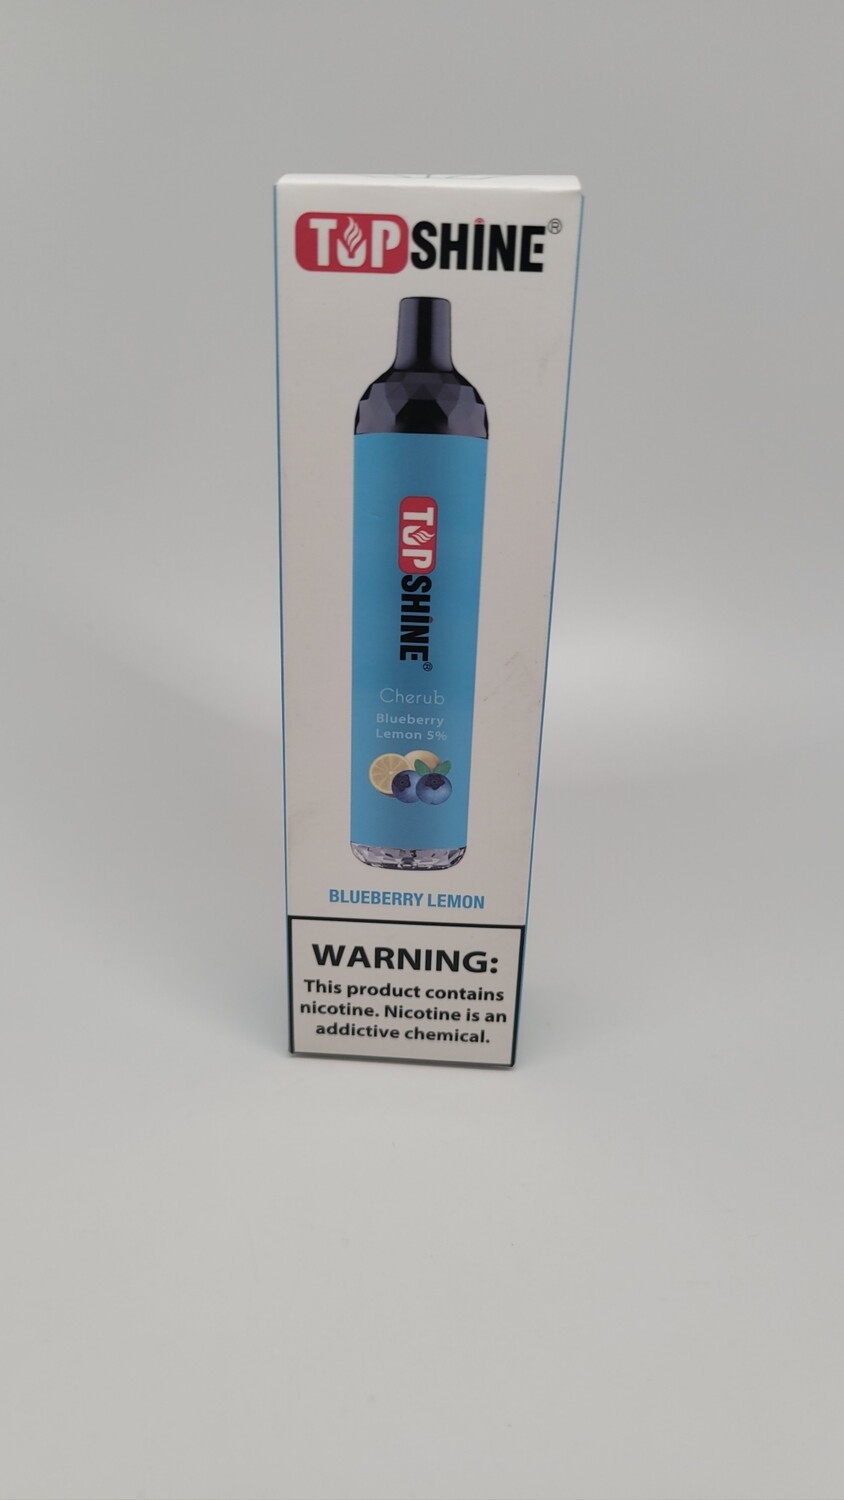 TOPSHINE®
TOPSHINE®
Cherub
Blueberry
Lemon 5%
BLUEBERRY LEMON
WARNING:
This product contains
nicotine. Nicotine is an
addictive chemical.